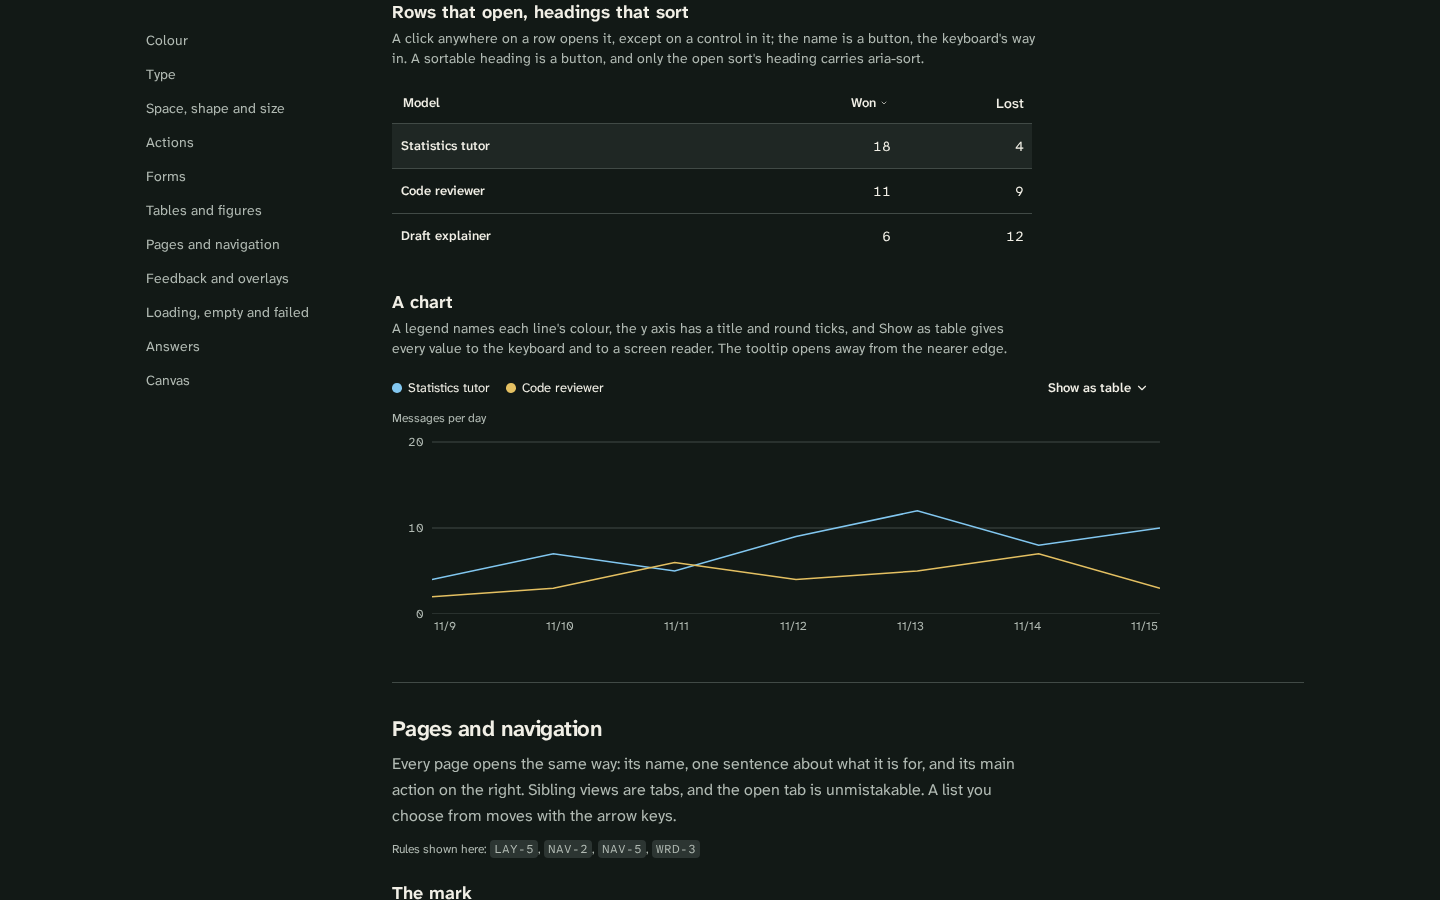 Colour
Type
Space, shape and size
Actions
Forms
Tables and figures
Pages and navigation
Feedback and overlays
Loading, empty and failed
Answers
Canvas
Rows that open, headings that sort
A click anywhere on a row opens it, except on a control in it; the name is a button, the keyboard's way
in. A sortable heading is a button, and only the open sort's heading carries aria-sort.
Model Won Lost
Statistics tutor 18 4
Code reviewer 11 9
Draft explainer 6 12
A chart
A legend names each line's colour, the y axis has a title and round ticks, and Show as table gives
every value to the keyboard and to a screen reader. The tooltip opens away from the nearer edge.
Statistics tutor Code reviewer Show as table
Messages per day
20
10
0
11/9 11/10 11/11 11/12 11/13 11/14 11/15
Pages and navigation
Every page opens the same way: its name, one sentence about what it is for, and its main
action on the right. Sibling views are tabs, and the open tab is unmistakable. A list you
choose from moves with the arrow keys.
Rules shown here: LAY-5, NAV-2, NAV-5, WRD-3
The mark